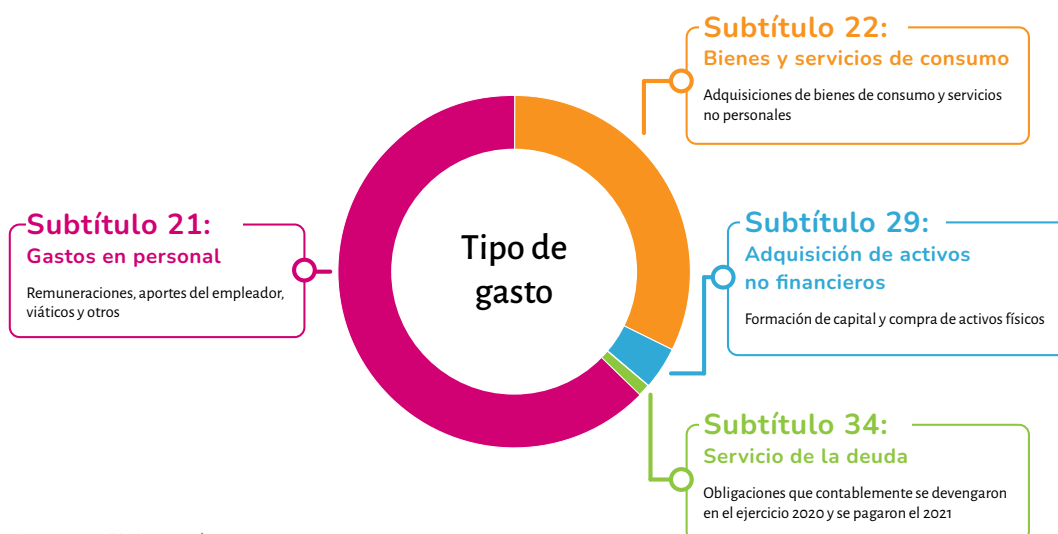 Subtítulo 22:
Bienes y servicios de consumo
Adquisiciones de bienes de consumo y servicios
no personales
Subtítulo 21:
Gastos en personal
Remuneraciones, aportes del empleador,
viáticos y otros
Tipo de
gasto
Subtítulo 29:
Adquisición de activos
no financieros
Formación de capital y compra de activos físicos
Subtítulo 34:
Servicio de la deuda
Obligaciones que contablemente se devengaron
en el ejercicio 2020 y se pagaron el 2021